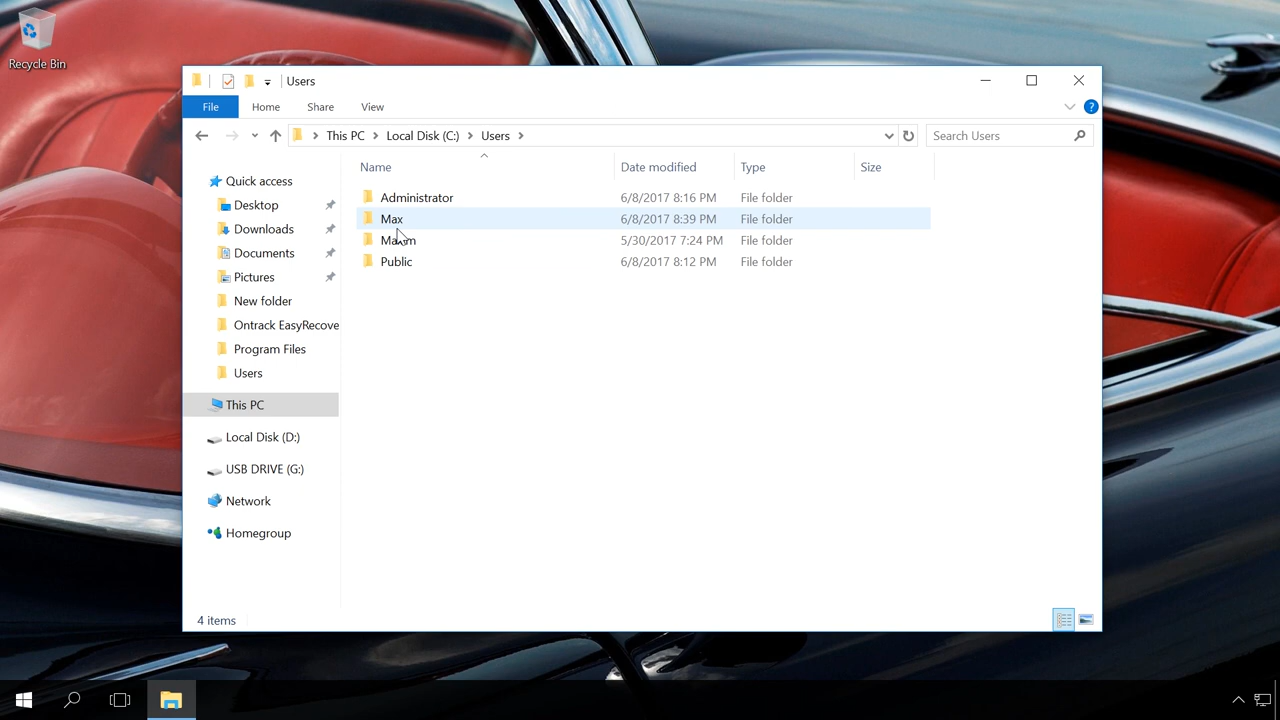 Recycle Bin
Users
File Home Share View
This PC Local Disk (C:) Users
Search Users
Name Date modified Type Size
Quick access
Desktop
Downloads
Documents
Pictures
New folder
Ontrack EasyRecove
Program Files
Users
This PC
Local Disk (D:)
USB DRIVE (G:)
Network
Homegroup
Administrator 6/8/2017 8:16 PM File folder
Max 6/8/2017 8:39 PM File folder
5/30/2017 7:24 PM File folder
Public 6/8/2017 8:12 PM File folder
4 items